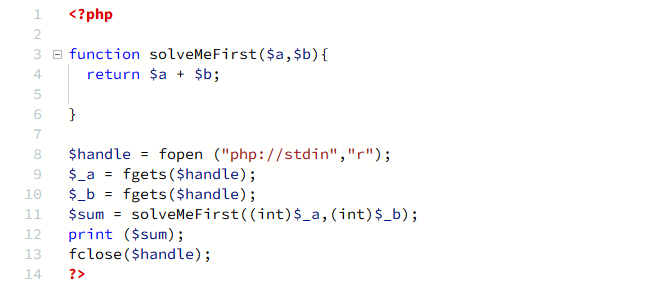 1 <?php
2
3 function solveMeFirst($a,$b){
4 return $a + $b;
5
6 }
7
8 $handle = fopen ("php://stdin","r");
9 $_a = fgets($handle);
10 $_b = fgets($handle);
11 $sum = solveMeFirst((int)$_a,(int)$_b);
12 print ($sum);
13 fclose($handle);
14 ?>